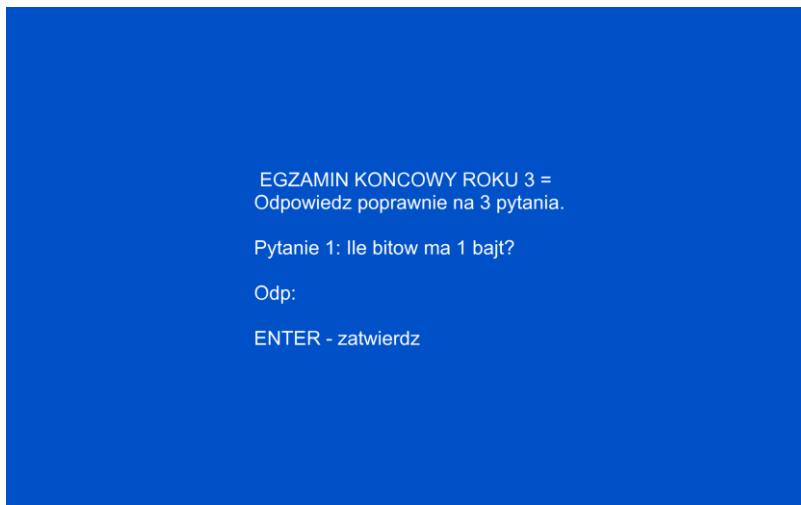 EGZAMIN KONCOWY ROKU 3 =
Odpowiedz poprawnie na 3 pytania.
Pytanie 1: Ile bitow ma 1 bajt?
Odp:
ENTER - zatwierdz